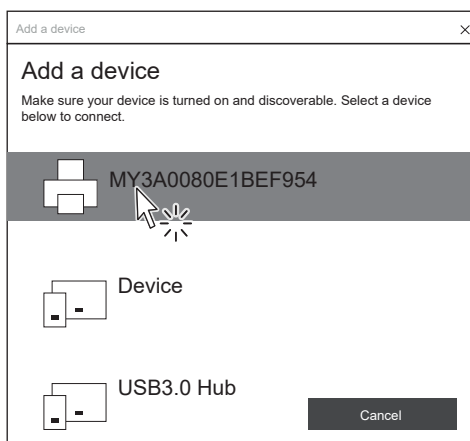 Add a device
Add a device
Make sure your device is turned on and discoverable. Select a device
below to connect.
MY3A0080E1BEF954
Device
USB3.0 Hub
Cancel